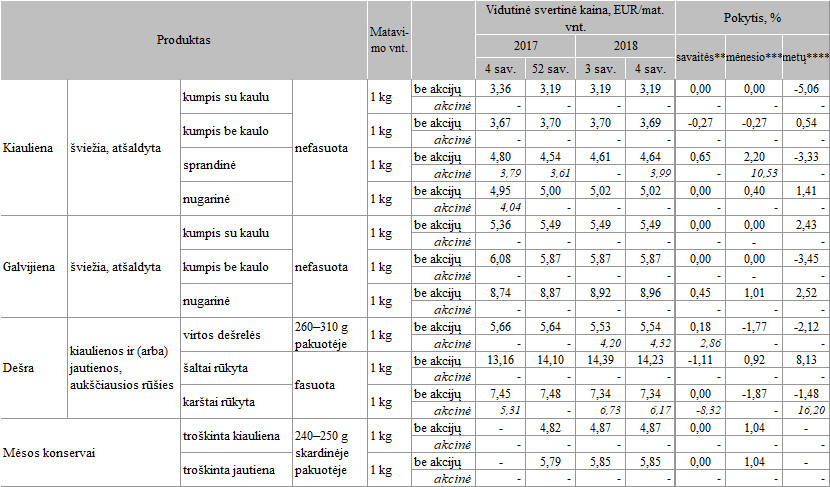 Produktas Matavi-mo vnt. Vidutinė svertinė kaina, EUR/mat. vnt. Pokytis, %
2017 2018 savaitės** mėnesio*** metų****
4 sav. 52 sav. 3 sav. 4 sav.
Kiauliena šviežia, atšaldyta kumpis su kaulu nefasuota 1 kg be akcijų 3,36 3,19 3,19 3,19 0,00 0,00 -5,06
akcinė - - - - - - -
kumpis be kaulo 1 kg be akcijų 3,67 3,70 3,70 3,69 -0,27 -0,27 0,54
akcinė - - - - - - -
sprandinė 1 kg be akcijų 4,80 4,54 4,61 4,64 0,65 2,20 -3,33
akcinė 3,79 3,61 - 3,99 - 10,53 -
nugarinė 1 kg be akcijų 4,95 5,00 5,02 5,02 0,00 0,40 1,41
akcinė 4,04 - - - - - -
Galvijiena šviežia, atšaldyta kumpis su kaulu nefasuota 1 kg be akcijų 5,36 5,49 5,49 5,49 0,00 0,00 2,43
akcinė - - - - - - -
kumpis be kaulo 1 kg be akcijų 6,08 5,87 5,87 5,87 0,00 0,00 -3,45
akcinė - - - - - - -
nugarinė 1 kg be akcijų 8,74 8,87 8,92 8,96 0,45 1,01 2,52
akcinė - - - - - - -
Dešra kiaulienos ir (arba) jautienos, aukščiausios rūšies virtos dešrelės 260–310 g pakuotėje 1 kg be akcijų 5,66 5,64 5,53 5,54 0,18 -1,77 -2,12
akcinė - - 4,20 4,32 2,86 - -
šaltai rūkyta fasuota 1 kg be akcijų 13,16 14,10 14,39 14,23 -1,11 0,92 8,13
akcinė - - - - - - -
karštai rūkyta 1 kg be akcijų 7,45 7,48 7,34 7,34 0,00 -1,87 -1,48
akcinė 5,31 - 6,73 6,17 -8,32 - 16,20
Mėsos konservai troškinta kiauliena 240–250 g skardinėje pakuotėje 1 kg be akcijų - 4,82 4,87 4,87 0,00 1,04 -
akcinė - - - - - - -
troškinta jautiena 1 kg be akcijų - 5,79 5,85 5,85 0,00 1,04 -
akcinė - - - - - - -